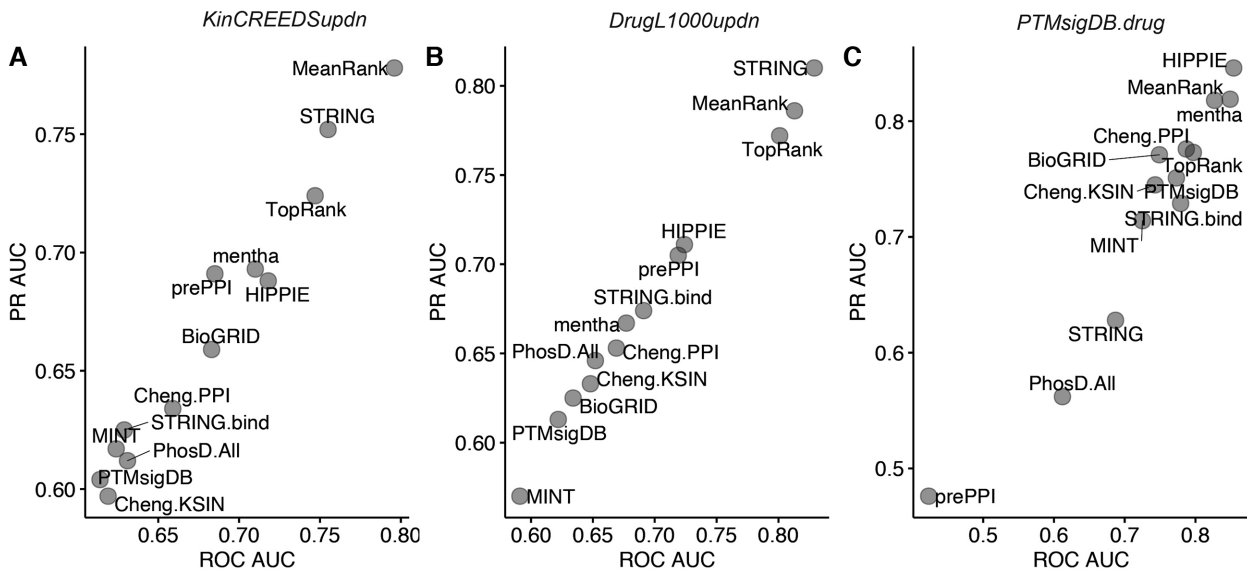 KinCREEDSupdn
DrugL1000updn
PTMsigDB.drug
A
MeanRank
STRING
0.75
TopRank
0.70
mentha
prePPI
HIPPIE
BioGRID
0.65
Cheng.PPI
STRING.bind
MINT
PhosD.All
PTMsigDB
0.60
Cheng.KSIN
PR AUC
0.65
0.70
0.75
0.80
ROC AUC
B
STRING
0.80
MeanRank
TopRank
0.75
HIPPIE
0.70
prePPI
STRING.bind
mentha
PhosD.All
Cheng.PPI
0.65
Cheng.KSIN
BioGRID
PTMsigDB
0.60
MINT
PR AUC
0.60
0.65
0.70
0.75
0.80
ROC AUC
C
HIPPIE
MeanRank
mentha
0.8
Cheng.PPI
BioGRID
TopRank
Cheng.KSIN
PTMsigDB
STRING.bind
0.7
MINT
STRING
0.6
PhosD.All
0.5
prePPI
PR AUC
0.5
0.6
0.7
0.8
ROC AUC